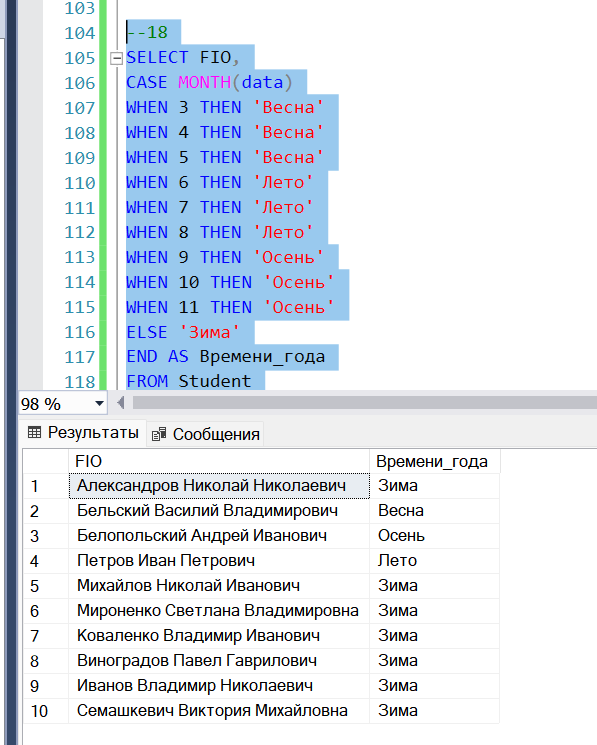 103
104 --18
105 SELECT FIO,
106 CASE MONTH(data)
107 WHEN 3 THEN 'Весна'
108 WHEN 4 THEN 'Весна'
109 WHEN 5 THEN 'Весна'
110 WHEN 6 THEN 'Лето'
111 WHEN 7 THEN 'Лето'
112 WHEN 8 THEN 'Лето'
113 WHEN 9 THEN 'Осень'
114 WHEN 10 THEN 'Осень'
115 WHEN 11 THEN 'Осень'
116 ELSE 'Зима'
117 END AS Времени_года
118 FROM Student
98 %
Результаты Сообщения
FIO Времени_года
1 Александров Николай Николаевич Зима
2 Бельский Василий Владимирович Весна
3 Белопольский Андрей Иванович Осень
4 Петров Иван Петрович Лето
5 Михайлов Николай Иванович Зима
6 Мироненко Светлана Владимировна Зима
7 Коваленко Владимир Иванович Зима
8 Виноградов Павел Гаврилович Зима
9 Иванов Владимир Николаевич Зима
10 Семашкевич Виктория Михайловна Зима